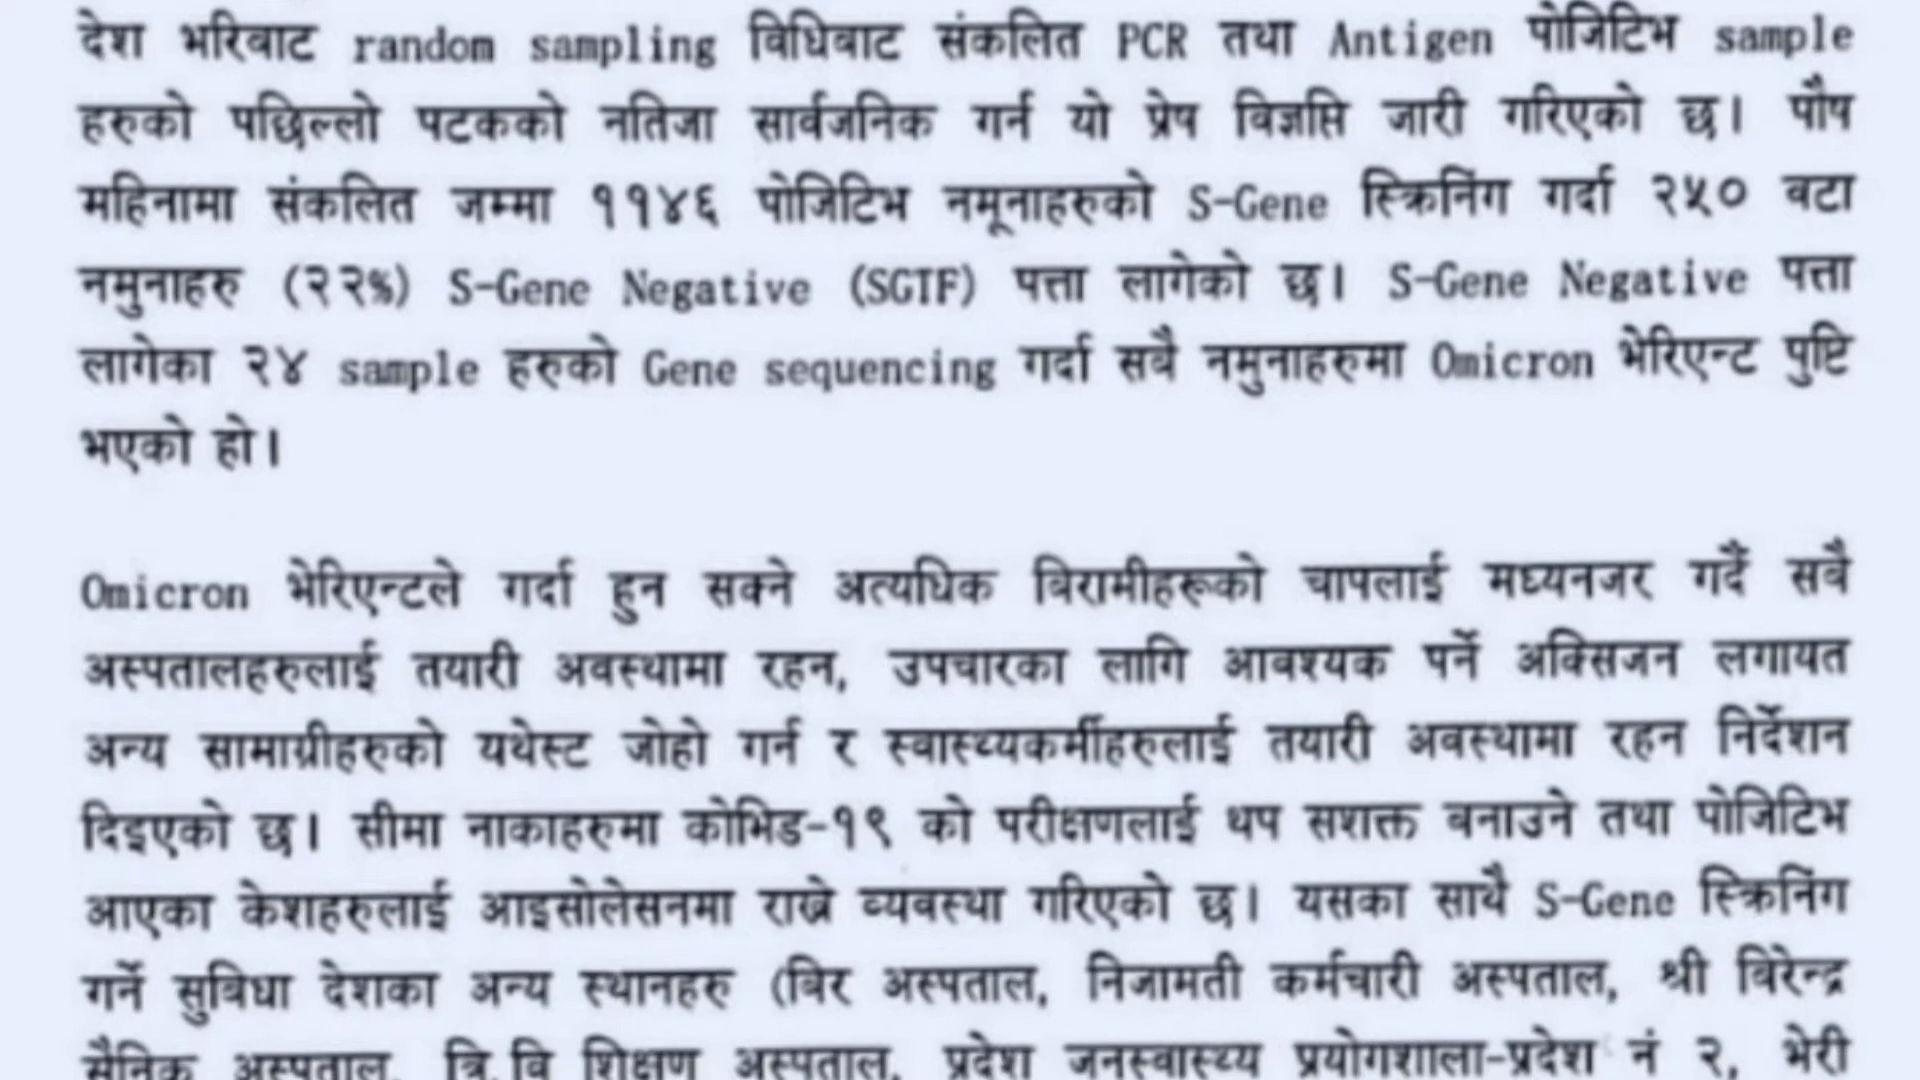 देश भरिबाट random sampling विधिबाट संकलित PCR तथा Antigen पोजिटिभ sample
हरुको पछिल्लो पटकको नतिजा सार्वजनिक गर्न यो प्रेष विज्ञप्ति जारी गरिएको छ। पौष
महिनामा संकलित जम्मा ११४६ पोजिटिभ नमूनाहरुको S-Gene स्क्रिनिंग गर्दा २५० वटा
नमुनाहरु (२२%) S-Gene Negative (SGTF) पत्ता लागेको छ। S-Gene Negative पत्ता
लागेका २४ sample हरुको Gene sequencing गर्दा सबै नमुनाहरुमा Omicron भेरिएन्ट पुष्टि
भएको हो।
Omicron भेरिएन्टले गर्दा हुन सक्ने अत्यधिक बिरामीहरूको चापलाई मध्यनजर गर्दै सबै
अस्पतालहरुलाई तयारी अवस्थामा रहन, उपचारका लागि आवश्यक पर्ने अक्सिजन लगायत
अन्य सामाग्रीहरुको यथेस्ट जोहो गर्न र स्वास्थ्यकर्मीहरुलाई तयारी अवस्थामा रहन निर्देशन
दिइएको छ। सीमा नाकाहरुमा कोभिड-१९ को परीक्षणलाई थप सशक्त बनाउने तथा पोजिटिभ
आएका केशहरुलाई आइसोलेसनमा राख्ने व्यवस्था गरिएको छ। यसका साथै S-Gene स्क्रिनिंग
गर्ने सुविधा देशका अन्य स्थानहरु (बिर अस्पताल, निजामती कर्मचारी अस्पताल, श्री बिरेन्द्र
सैनिक अस्पताल, त्रि.वि शिक्षण अस्पताल, प्रदेश जनस्वास्थ्य प्रयोगशाला-प्रदेश नं २, भेरी